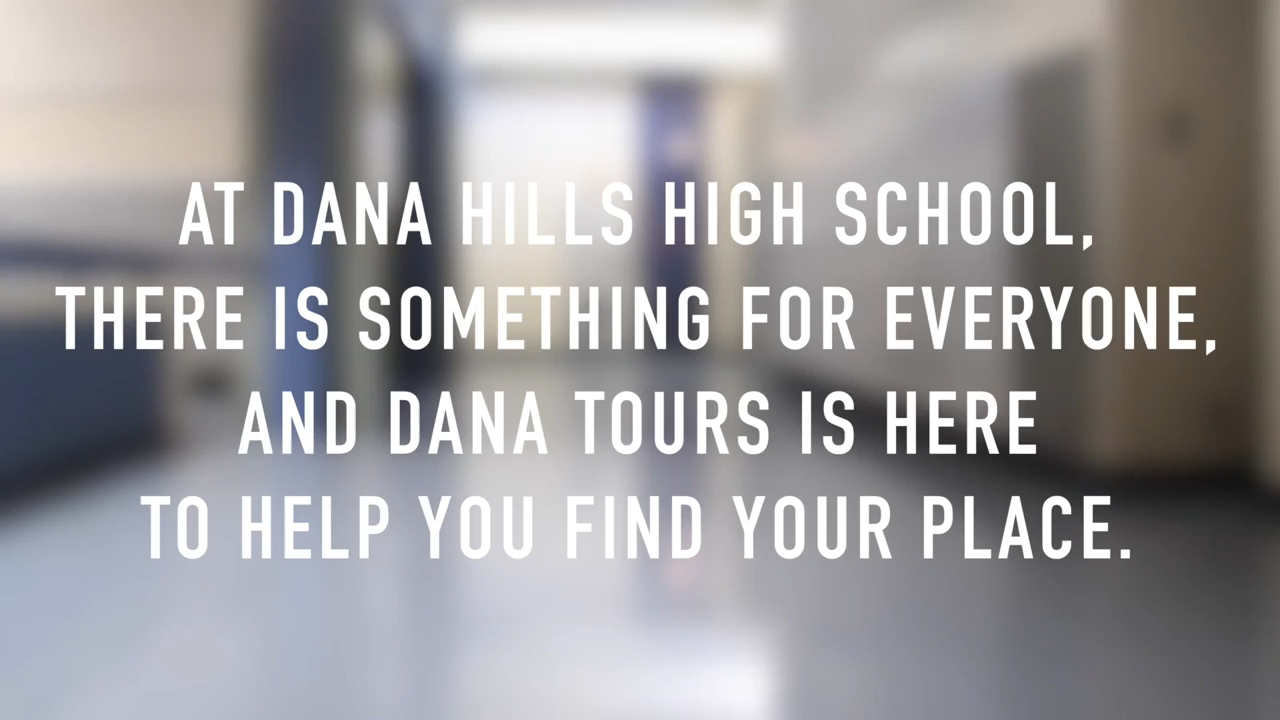 AT DANA HILLS HIGH SCHOOL,
THERE IS SOMETHING FOR EVERYONE,
AND DANA TOURS IS HERE
TO HELP YOU FIND YOUR PLACE.